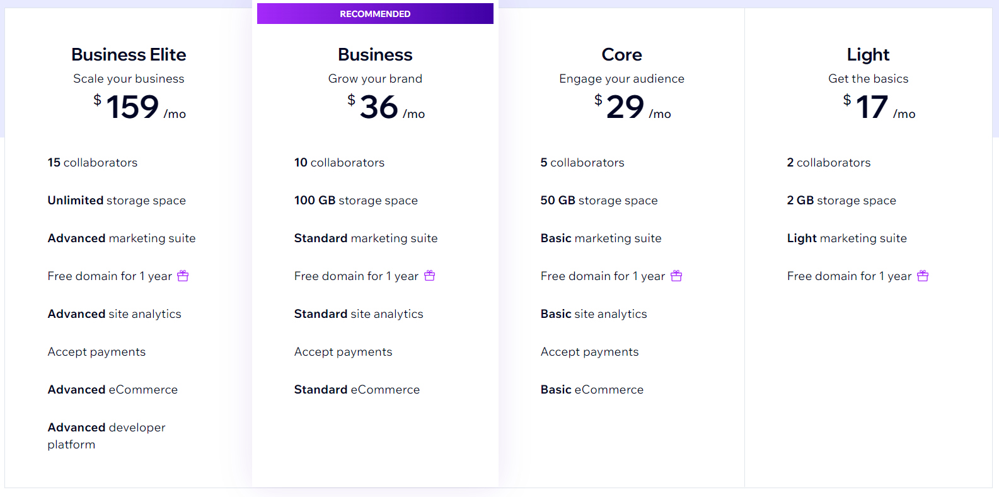 RECOMMENDED
Business Elite
Scale your business
$ 159 /mo
15 collaborators
Unlimited storage space
Advanced marketing suite
Free domain for 1 year
Advanced site analytics
Accept payments
Advanced eCommerce
Advanced developer
platform
Business
Grow your brand
$ 36 /mo
10 collaborators
100 GB storage space
Standard marketing suite
Free domain for 1 year
Standard site analytics
Accept payments
Standard eCommerce
Core
Engage your audience
$ 29 /mo
5 collaborators
50 GB storage space
Basic marketing suite
Free domain for 1 year
Basic site analytics
Accept payments
Basic eCommerce
Light
Get the basics
$ 17 /mo
2 collaborators
2 GB storage space
Light marketing suite
Free domain for 1 year